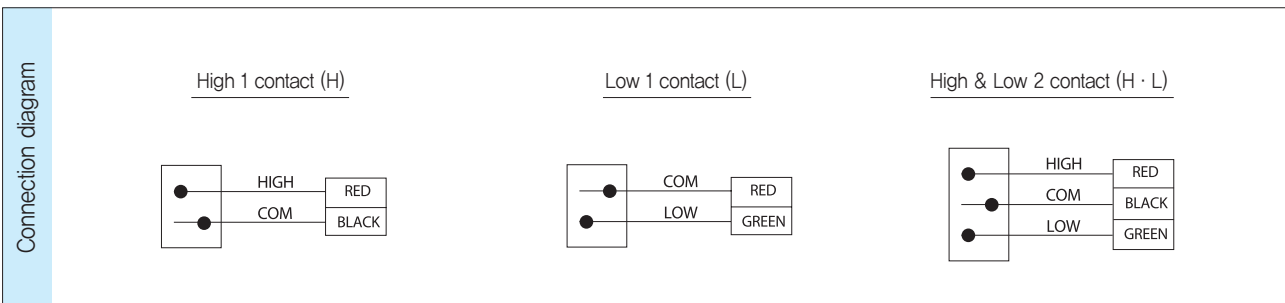 Connection diagram
High 1 contact (H)
HIGH
RED
COM
BLACK
Low 1 contact (L)
COM
RED
LOW
GREEN
High & Low 2 contact (H · L)
HIGH
RED
COM
BLACK
LOW
GREEN